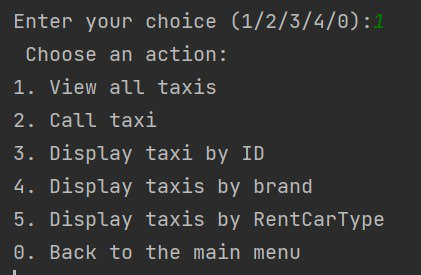 Enter your choice (1/2/3/4/0):1
Choose an action:
1. View all taxis
2. Call taxi
3. Display taxi by ID
4. Display taxis by brand
5. Display taxis by RentCarType
0. Back to the main menu